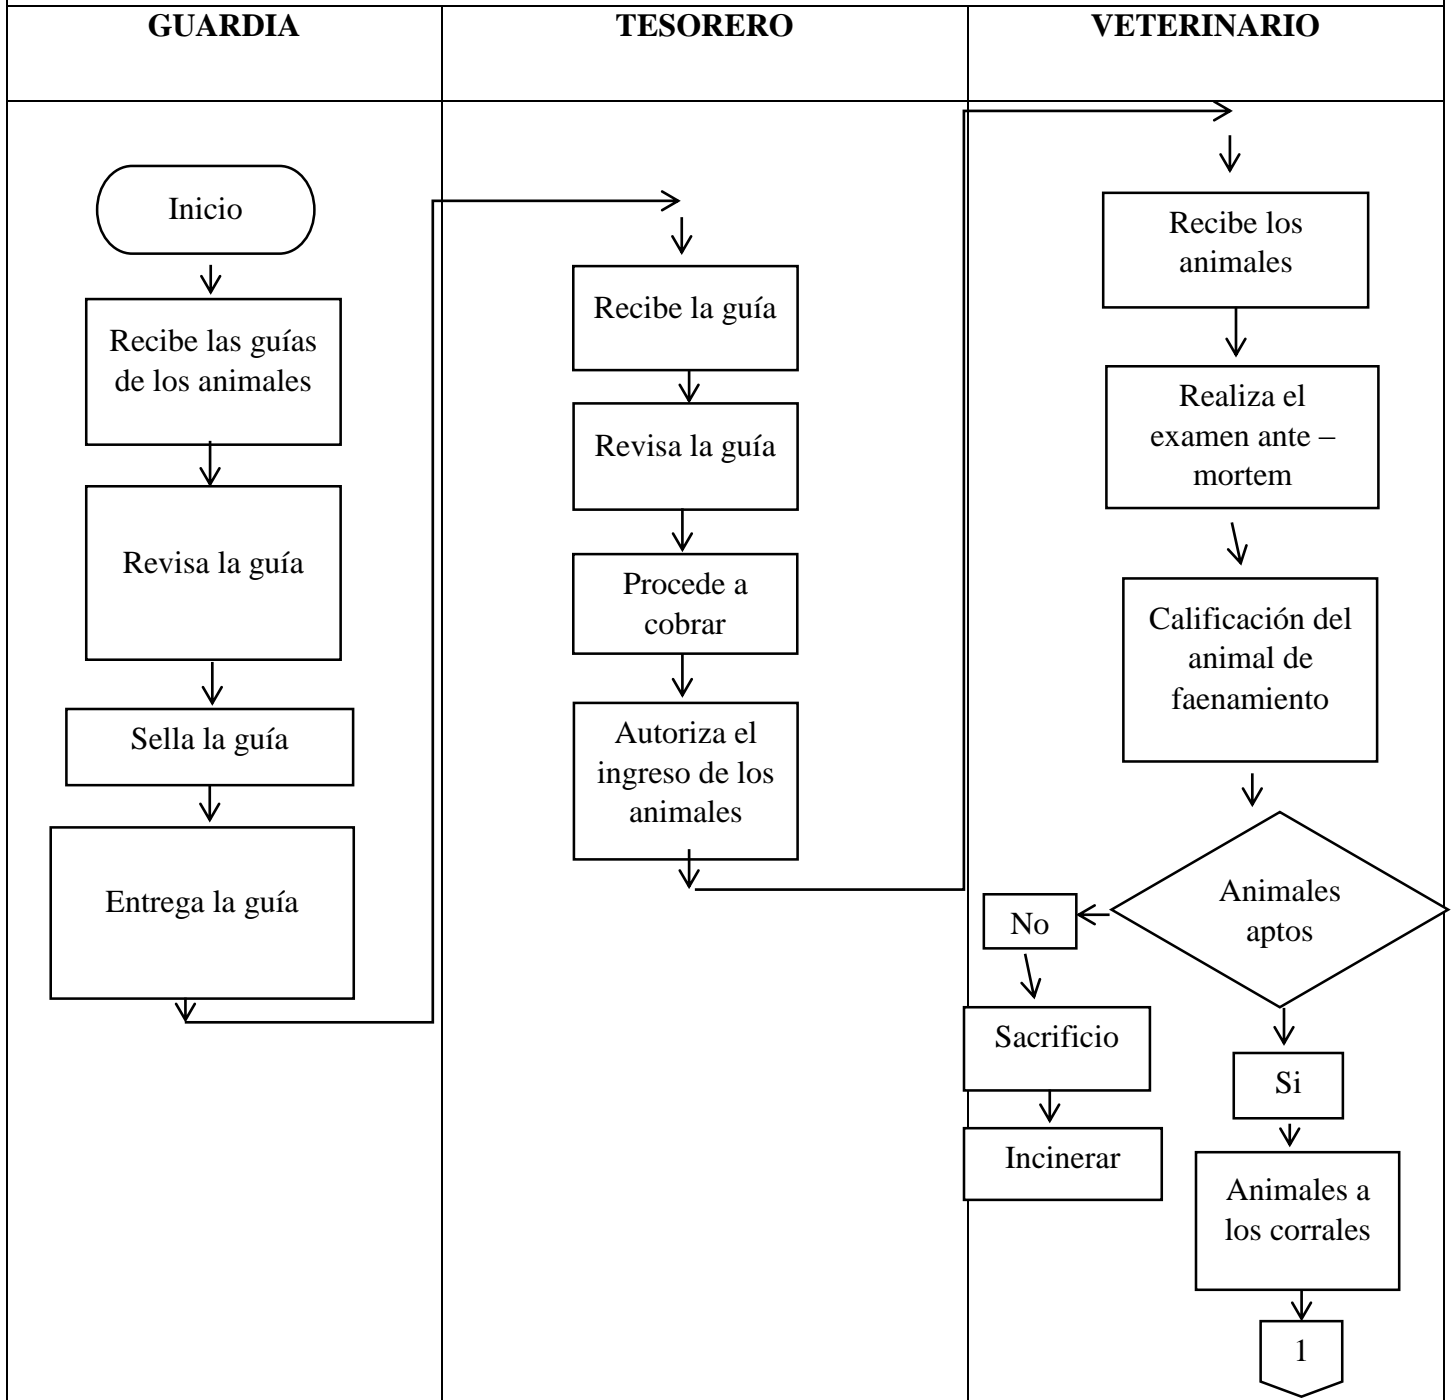 GUARDIA
TESORERO
VETERINARIO
Inicio
Recibe las guías
de los animales
Revisa la guía
Sella la guía
Entrega la guía
Recibe la guía
Revisa la guía
Procede a
cobrar
Autoriza el
ingreso de los
animales
Recibe los
animales
Realiza el
examen ante –
mortem
Calificación del
animal de
faenamiento
Animales
aptos
No
Sacrificio
Incinerar
Si
Animales a
los corrales
1